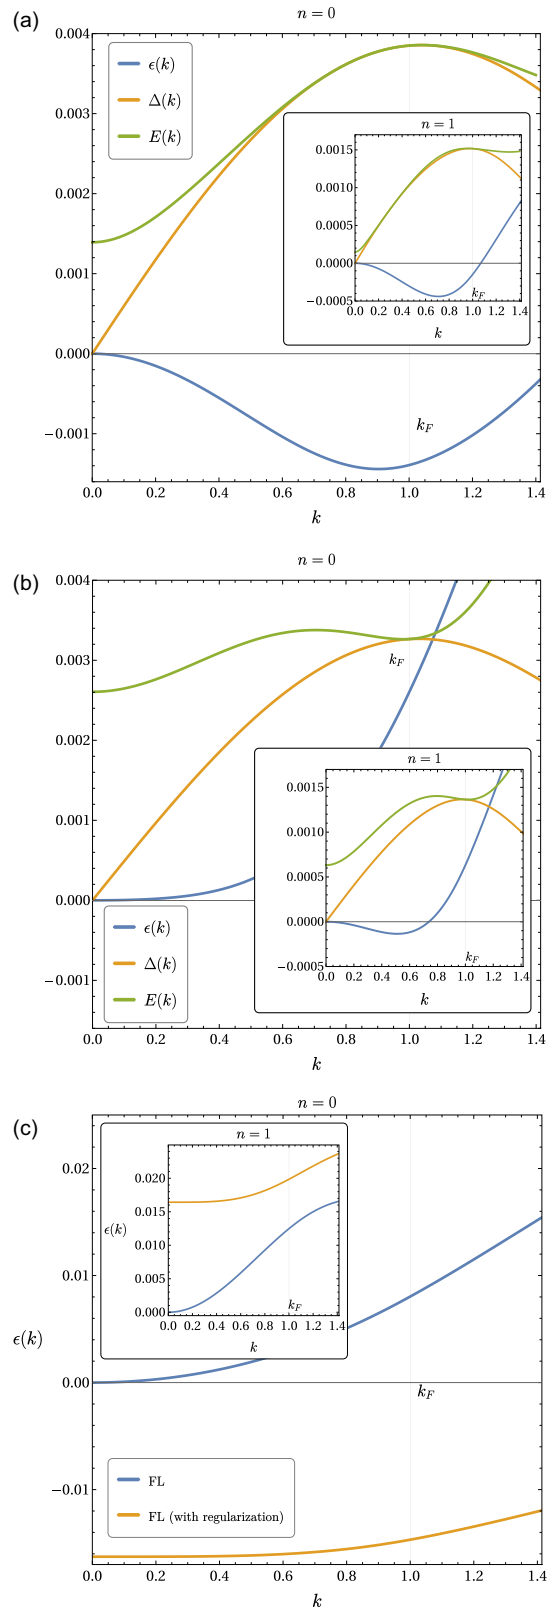 (a)
n = 0
0.004
0.003
0.002
0.001
0.000
−0.001
ϵ(k)
Δ(k)
E(k)
n = 1
0.0015
0.0010
0.0005
0.0000
−0.0005
k_F
0.0 0.2 0.4 0.6 0.8 1.0 1.2 1.4
k
k_F
0.0 0.2 0.4 0.6 0.8 1.0 1.2 1.4
k
(b)
n = 0
0.004
0.003
0.002
0.001
0.000
−0.001
k_F
n = 1
0.0015
0.0010
0.0005
0.0000
−0.0005
k_F
0.0 0.2 0.4 0.6 0.8 1.0 1.2 1.4
k
ϵ(k)
Δ(k)
E(k)
0.0 0.2 0.4 0.6 0.8 1.0 1.2 1.4
k
(c)
n = 0
0.02
0.01
0.00
−0.01
ϵ(k)
n = 1
0.020
0.015
0.010
0.005
0.000
ϵ(k)
k_F
0.0 0.2 0.4 0.6 0.8 1.0 1.2 1.4
k
k_F
FL
FL (with regularization)
0.0 0.2 0.4 0.6 0.8 1.0 1.2 1.4
k